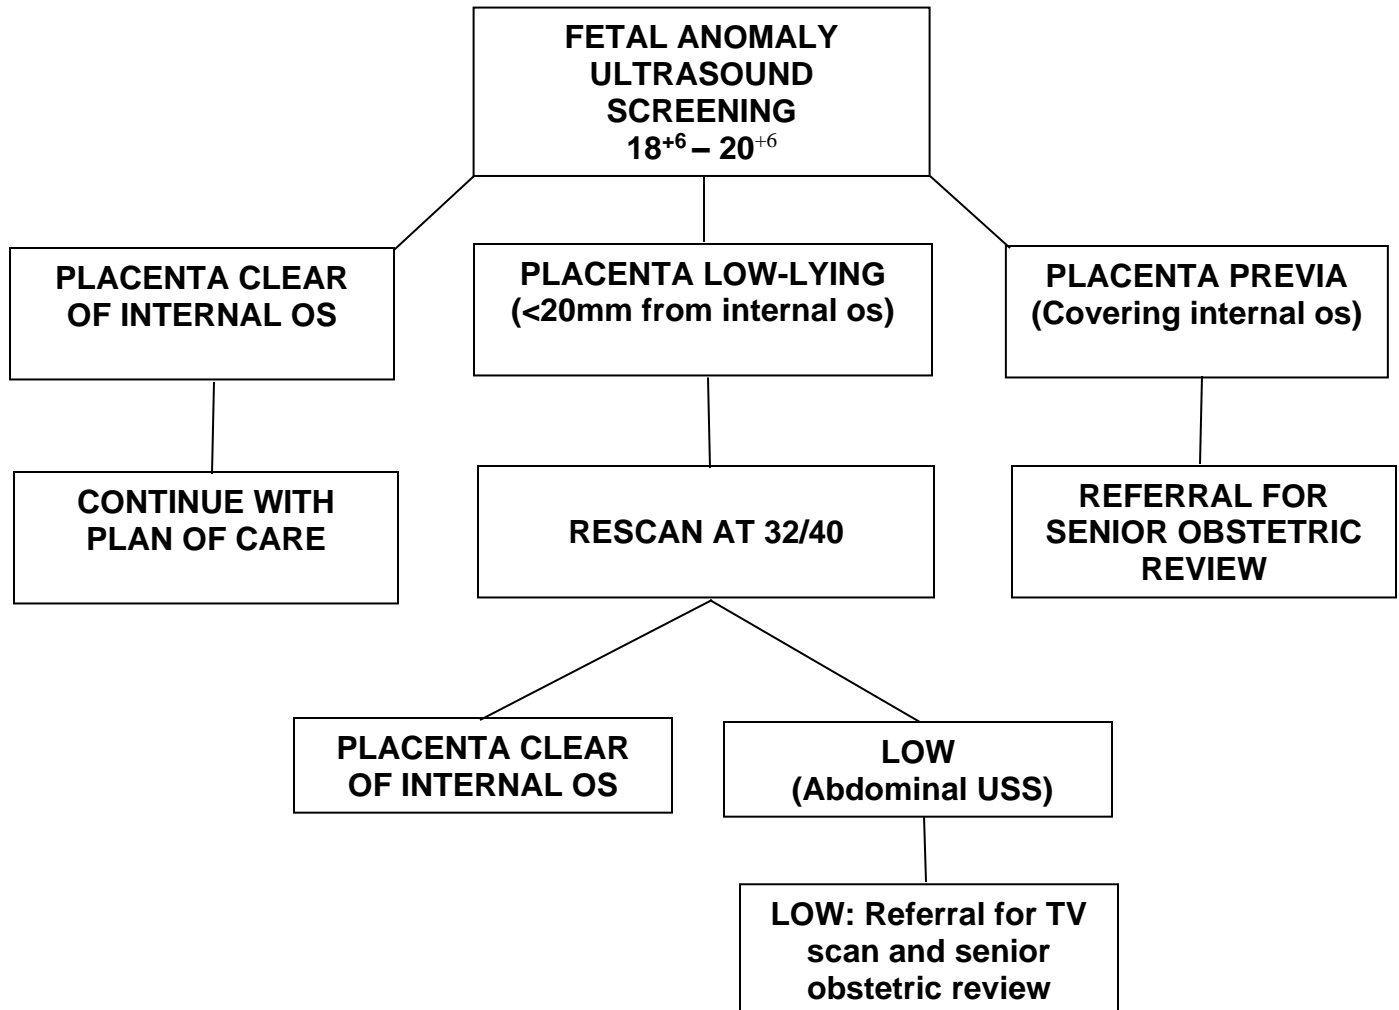 FETAL ANOMALY
ULTRASOUND
SCREENING
18⁺⁶ – 20⁺⁶
PLACENTA CLEAR
OF INTERNAL OS
PLACENTA LOW-LYING
(<20mm from internal os)
PLACENTA PREVIA
(Covering internal os)
CONTINUE WITH
PLAN OF CARE
RESCAN AT 32/40
REFERRAL FOR
SENIOR OBSTETRIC
REVIEW
PLACENTA CLEAR
OF INTERNAL OS
LOW
(Abdominal USS)
LOW: Referral for TV
scan and senior
obstetric review